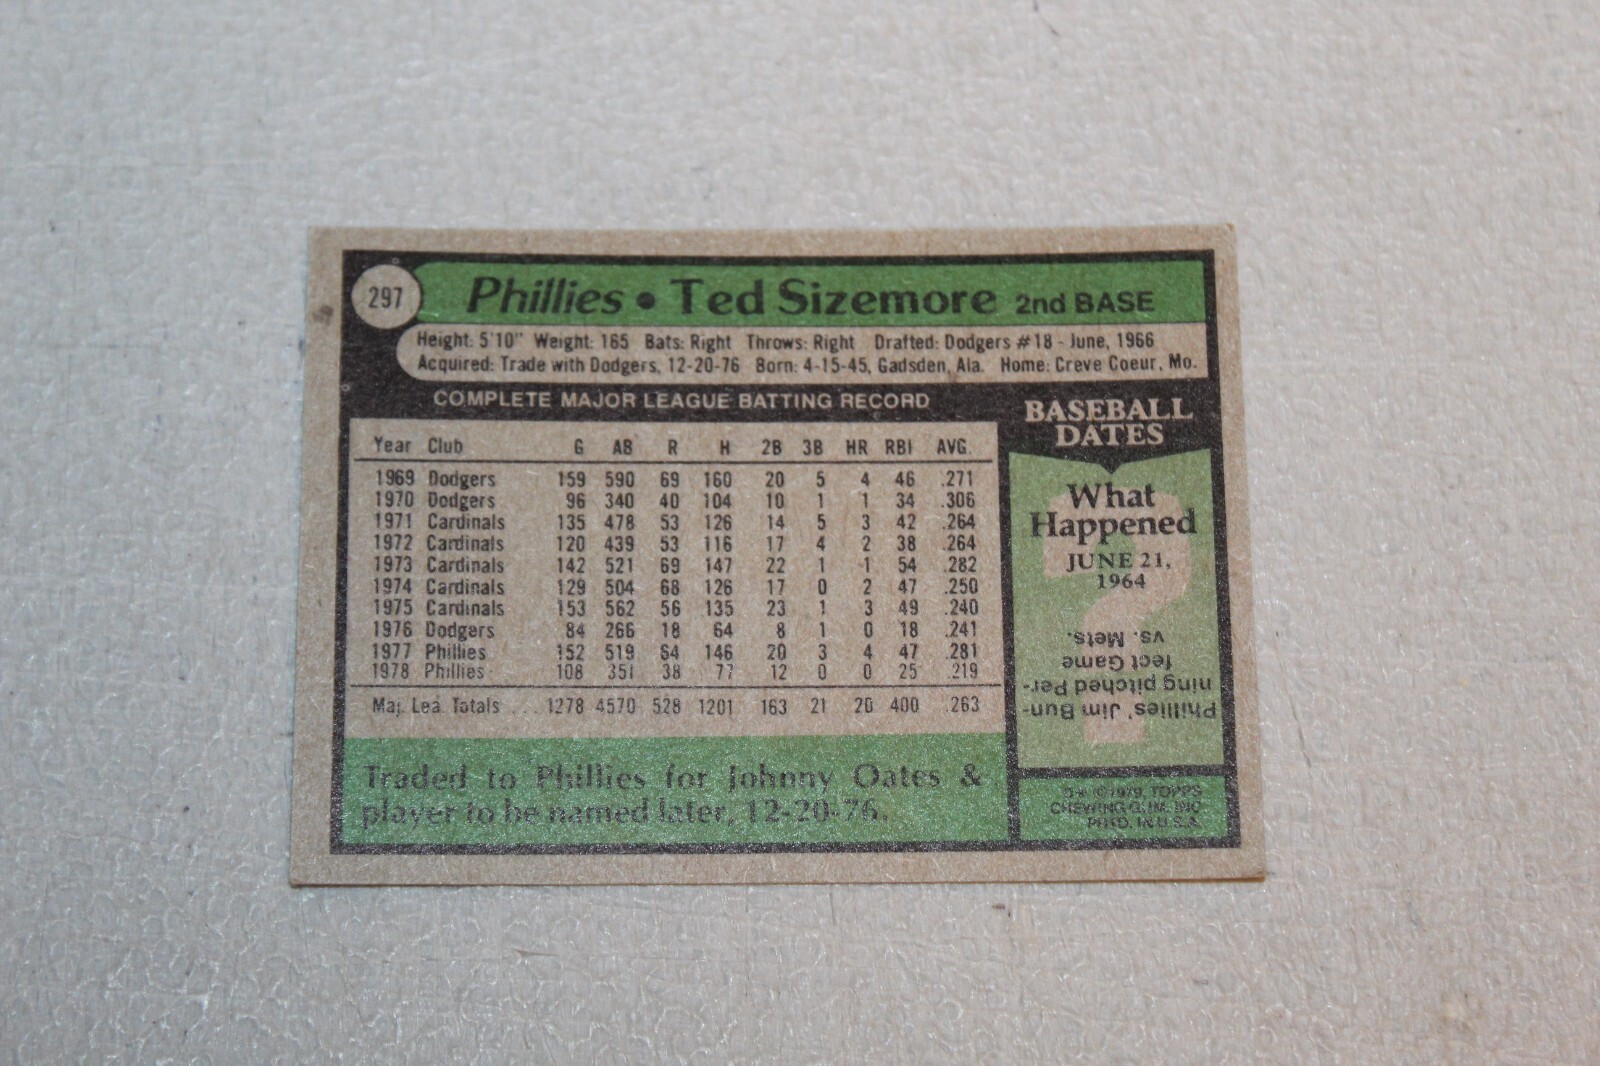 297
Phillies • Ted Sizemore 2nd BASE
Height: 5'10" Weight: 165 Bats: Right Throws: Right Drafted: Dodgers #18 - June, 1966
Acquired: Trade with Dodgers, 12-20-76 Born: 4-15-45, Gadsden, Ala. Home: Creve Coeur, Mo.
COMPLETE MAJOR LEAGUE BATTING RECORD
Year Club G AB R H 2B 3B HR RBI AVG.
1969 Dodgers 159 590 69 160 20 5 4 46 .271
1970 Dodgers 96 340 40 104 10 1 1 34 .306
1971 Cardinals 135 478 53 126 14 5 3 42 .264
1972 Cardinals 120 439 53 116 17 4 2 38 .264
1973 Cardinals 142 521 69 147 22 1 1 54 .282
1974 Cardinals 129 504 68 126 17 0 2 47 .250
1975 Cardinals 153 562 56 135 23 1 3 49 .240
1976 Dodgers 84 266 18 64 8 1 0 18 .241
1977 Phillies 152 519 64 146 20 3 4 47 .281
1978 Phillies 108 351 38 77 12 0 0 25 .219
Maj. Lea. Totals ... 1278 4570 528 1201 163 21 20 400 .263
Traded to Phillies for Johnny Oates &
player to be named later, 12-20-76.
BASEBALL
DATES
What
Happened
JUNE 21,
1964
Phillies' Jim Bun-
ning pitched Per-
fect Game
vs. Mets.
© 1979, TOPPS
CHEWING GUM, INC.
PRTD. IN U.S.A.